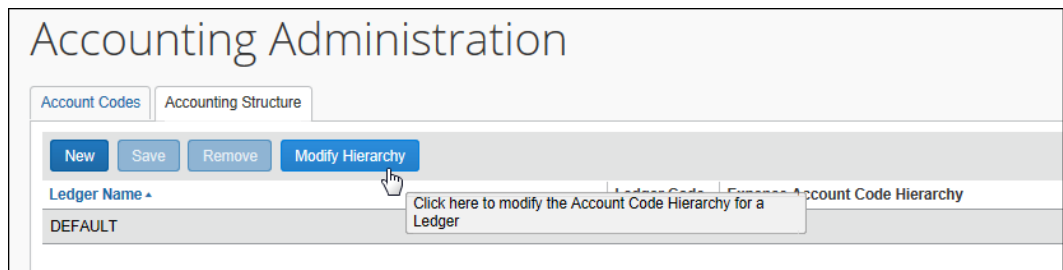 Accounting Administration
Account Codes Accounting Structure
New Save Remove Modify Hierarchy
Ledger Name Ledger Code Expense Account Code Hierarchy
Click here to modify the Account Code Hierarchy for a
Ledger
DEFAULT